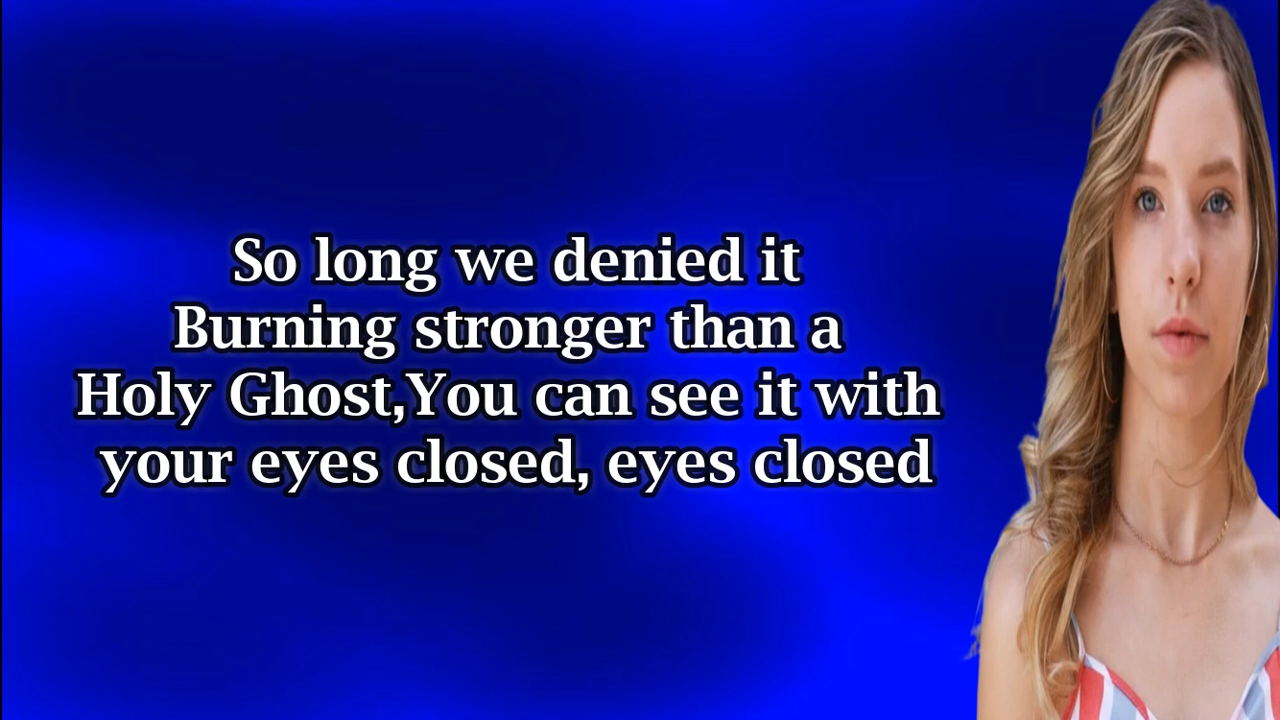 So long we denied it
Burning stronger than a
Holy Ghost,You can see it with
your eyes closed, eyes closed